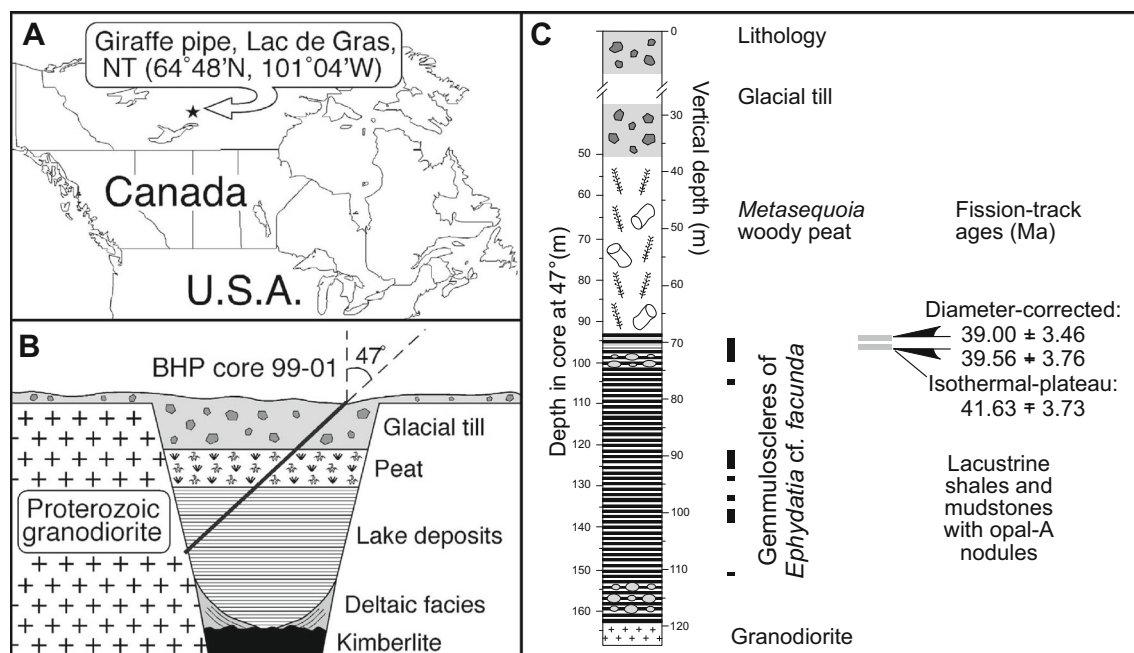 A
Giraffe pipe, Lac de Gras,
NT (64˚48’N, 101˚04’W)
Canada
U.S.A.
B
BHP core 99-01
47˚
Glacial till
Peat
Proterozoic
granodiorite
Lake deposits
Deltaic facies
Kimberlite
C
Depth in core at 47°(m)
50
60
70
80
90
100
110
120
130
140
150
160
Vertical depth (m)
0
30
40
50
60
70
80
90
100
110
120
Lithology
Glacial till
Metasequoia
woody peat
Gemmuloscleres of
Ephydatia cf. facunda
Granodiorite
Fission-track
ages (Ma)
Diameter-corrected:
39.00 ± 3.46
39.56 ± 3.76
Isothermal-plateau:
41.63 ∓ 3.73
Lacustrine
shales and
mudstones
with opal-A
nodules